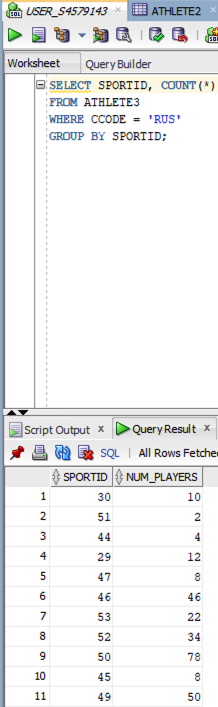 USER_S4579143 ATHLETE2
Worksheet Query Builder
SELECT SPORTID, COUNT(*)
FROM ATHLETE3
WHERE CCODE = 'RUS'
GROUP BY SPORTID;
Script Output x Query Result x
SQL | All Rows Fetche
SPORTID NUM_PLAYERS
1 30 10
2 51 2
3 44 4
4 29 12
5 47 8
6 46 46
7 53 22
8 52 34
9 50 78
10 45 8
11 49 50